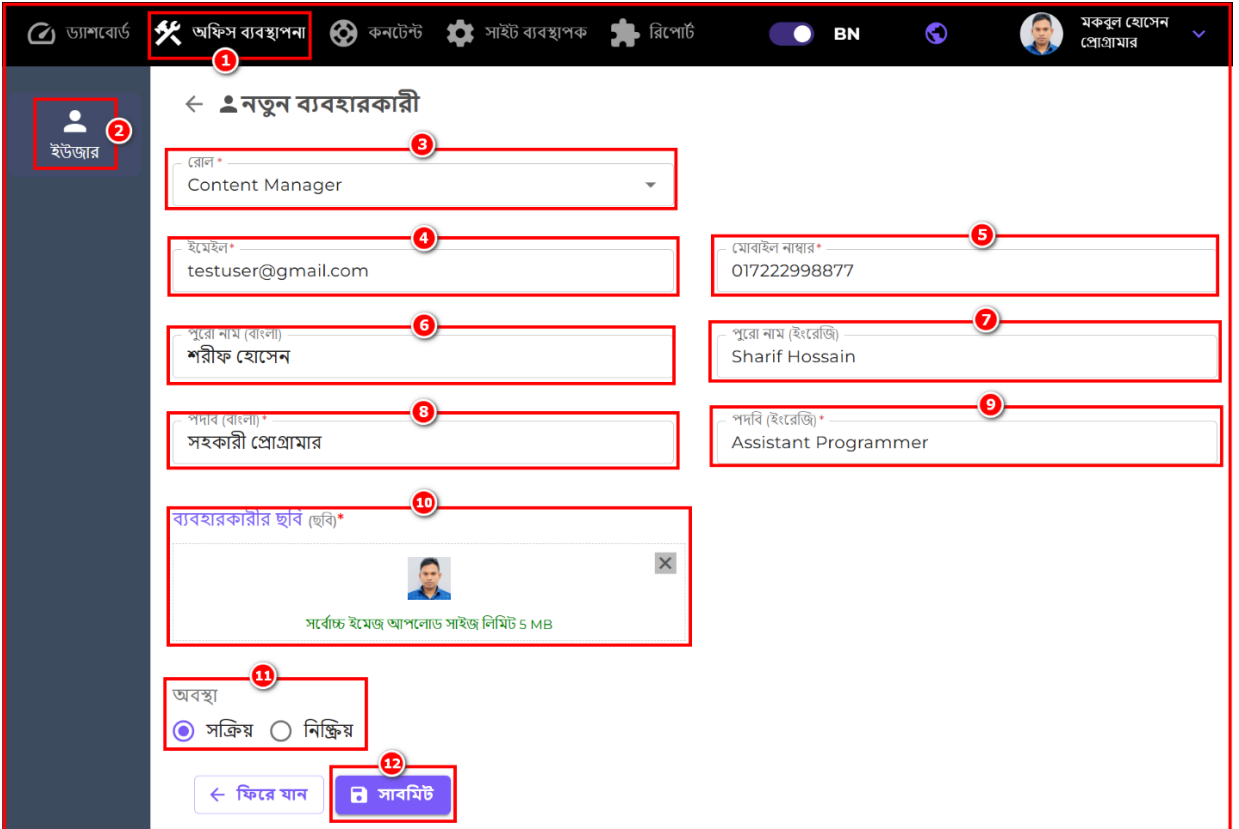 ড্যাশবোর্ড অফিস ব্যবস্থাপনা কনটেন্ট সাইট ব্যবস্থাপক রিপোর্ট BN মকবুল হোসেন
প্রোগ্রামার
1
2
ইউজার
নতুন ব্যবহারকারী
3
রোল *
Content Manager
4 5
ইমেইল* মোবাইল নাম্বার*
testuser@gmail.com 017222998877
6 7
পুরো নাম (বাংলা) পুরো নাম (ইংরেজি)
শরীফ হোসেন Sharif Hossain
8 9
পদবি (বাংলা)* পদবি (ইংরেজি)*
সহকারী প্রোগ্রামার Assistant Programmer
10
ব্যবহারকারীর ছবি (ছবি)*
সর্বোচ্চ ইমেজ আপলোড সাইজ লিমিট 5 MB
11
অবস্থা
সক্রিয় নিষ্ক্রিয়
12
ফিরে যান সাবমিট